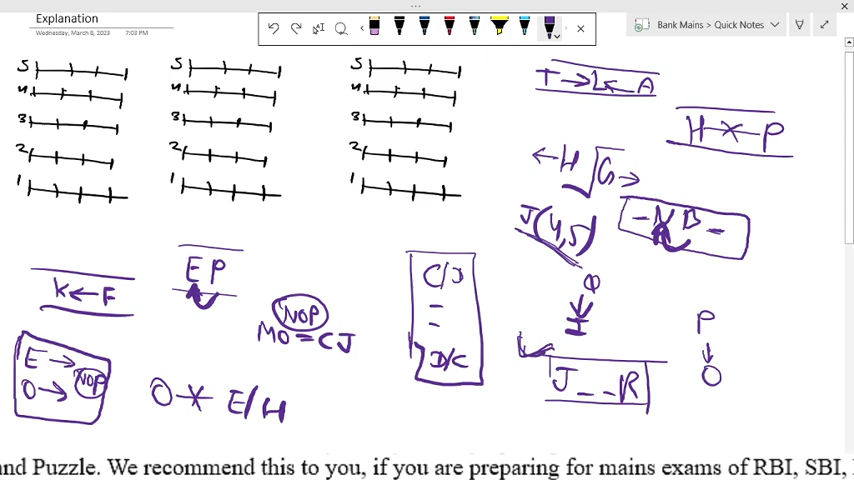 Explanation
Wednesday, March 8, 2023 7:03 PM
Bank Mains > Quick Notes
5 5 5
4 4 4
3 3 3
2 2 2
1 1 1
T → L ← A
H × P
← H G →
J (4,5)
- N B -
K ← F
E P
NOP
MO = CJ
E →
O → NOP
O * E/H
C/J
=
D/C
Φ
↓
H
J _ _ R
P
↓
O
nd Puzzle. We recommend this to you, if you are preparing for mains exams of RBI, SBI,